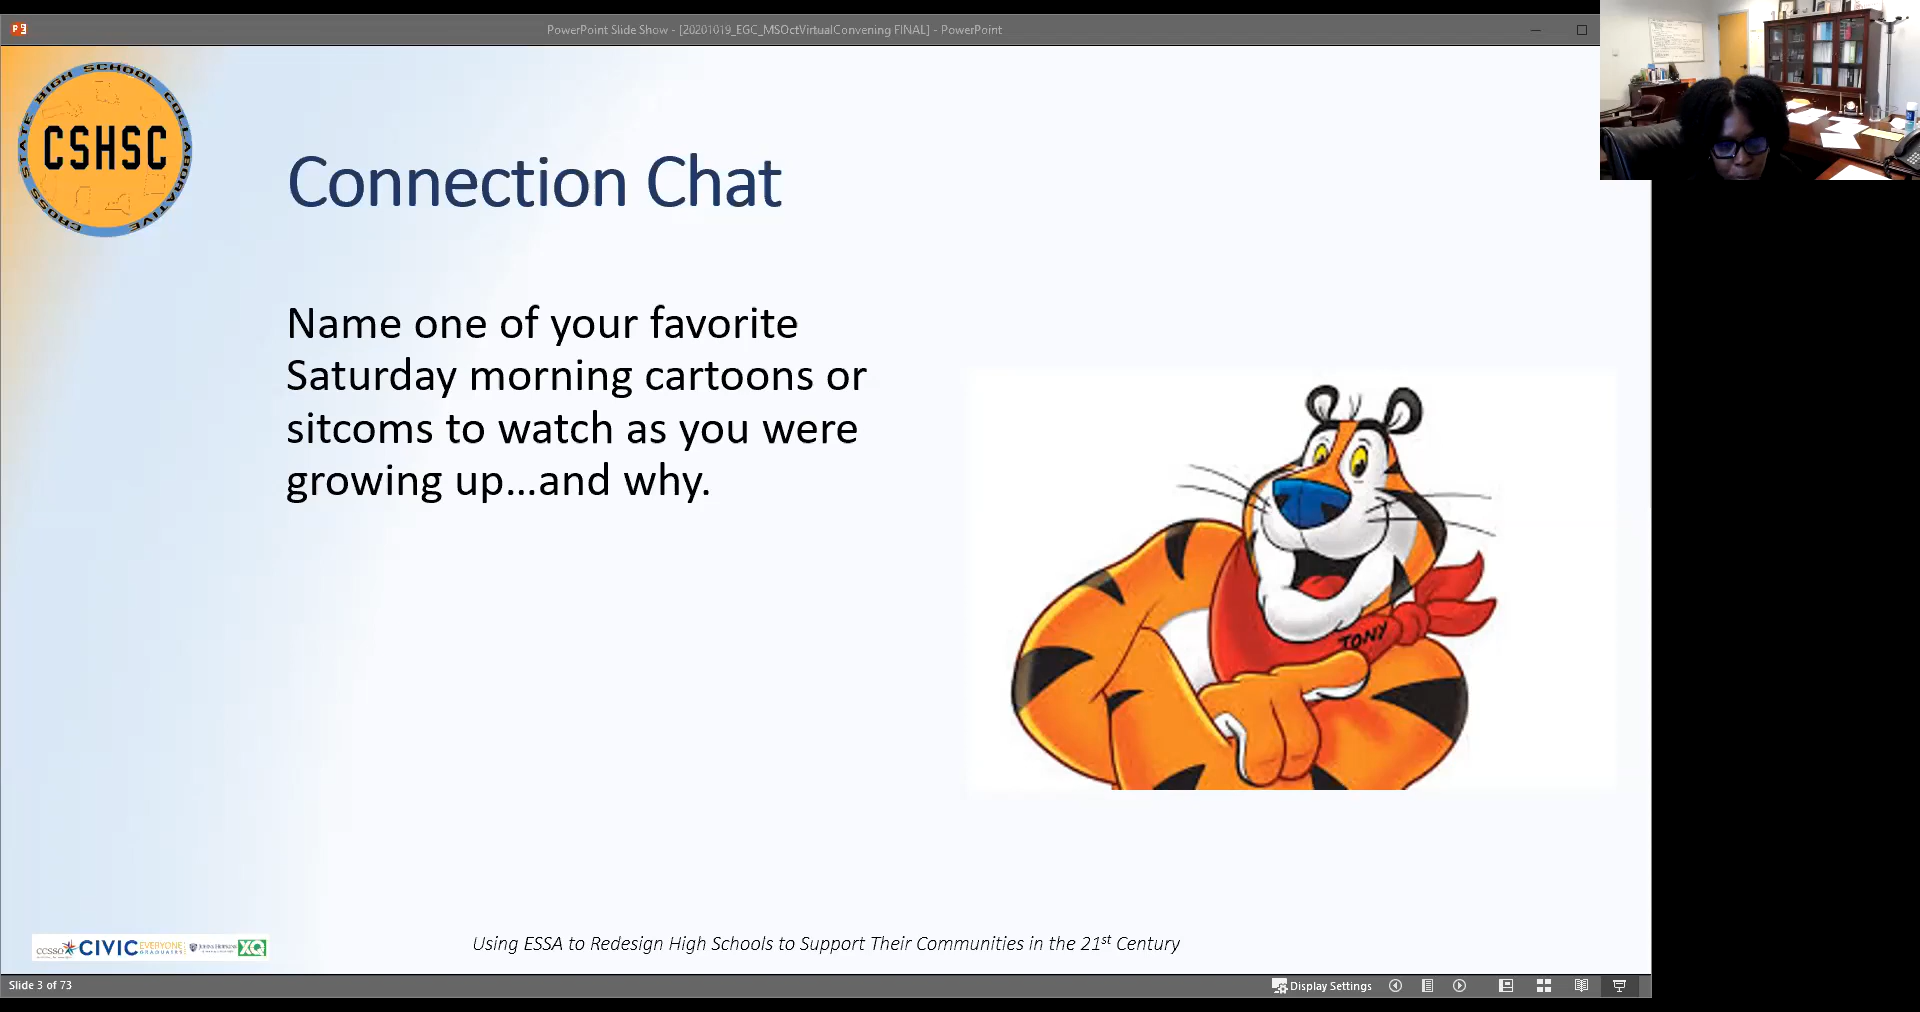 PowerPoint Slide Show - [20201019_EGC_MSOctVirtualConvening FINAL] - PowerPoint
CROSS STATE HIGH SCHOOL COLLABORATIVE
CSHSC
Connection Chat
Name one of your favorite
Saturday morning cartoons or
sitcoms to watch as you were
growing up...and why.
TONY
ccsso CIVIC EVERYONE GRADUATES JOHNS HOPKINS XQ
Using ESSA to Redesign High Schools to Support Their Communities in the 21st Century
Slide 3 of 73
Display Settings